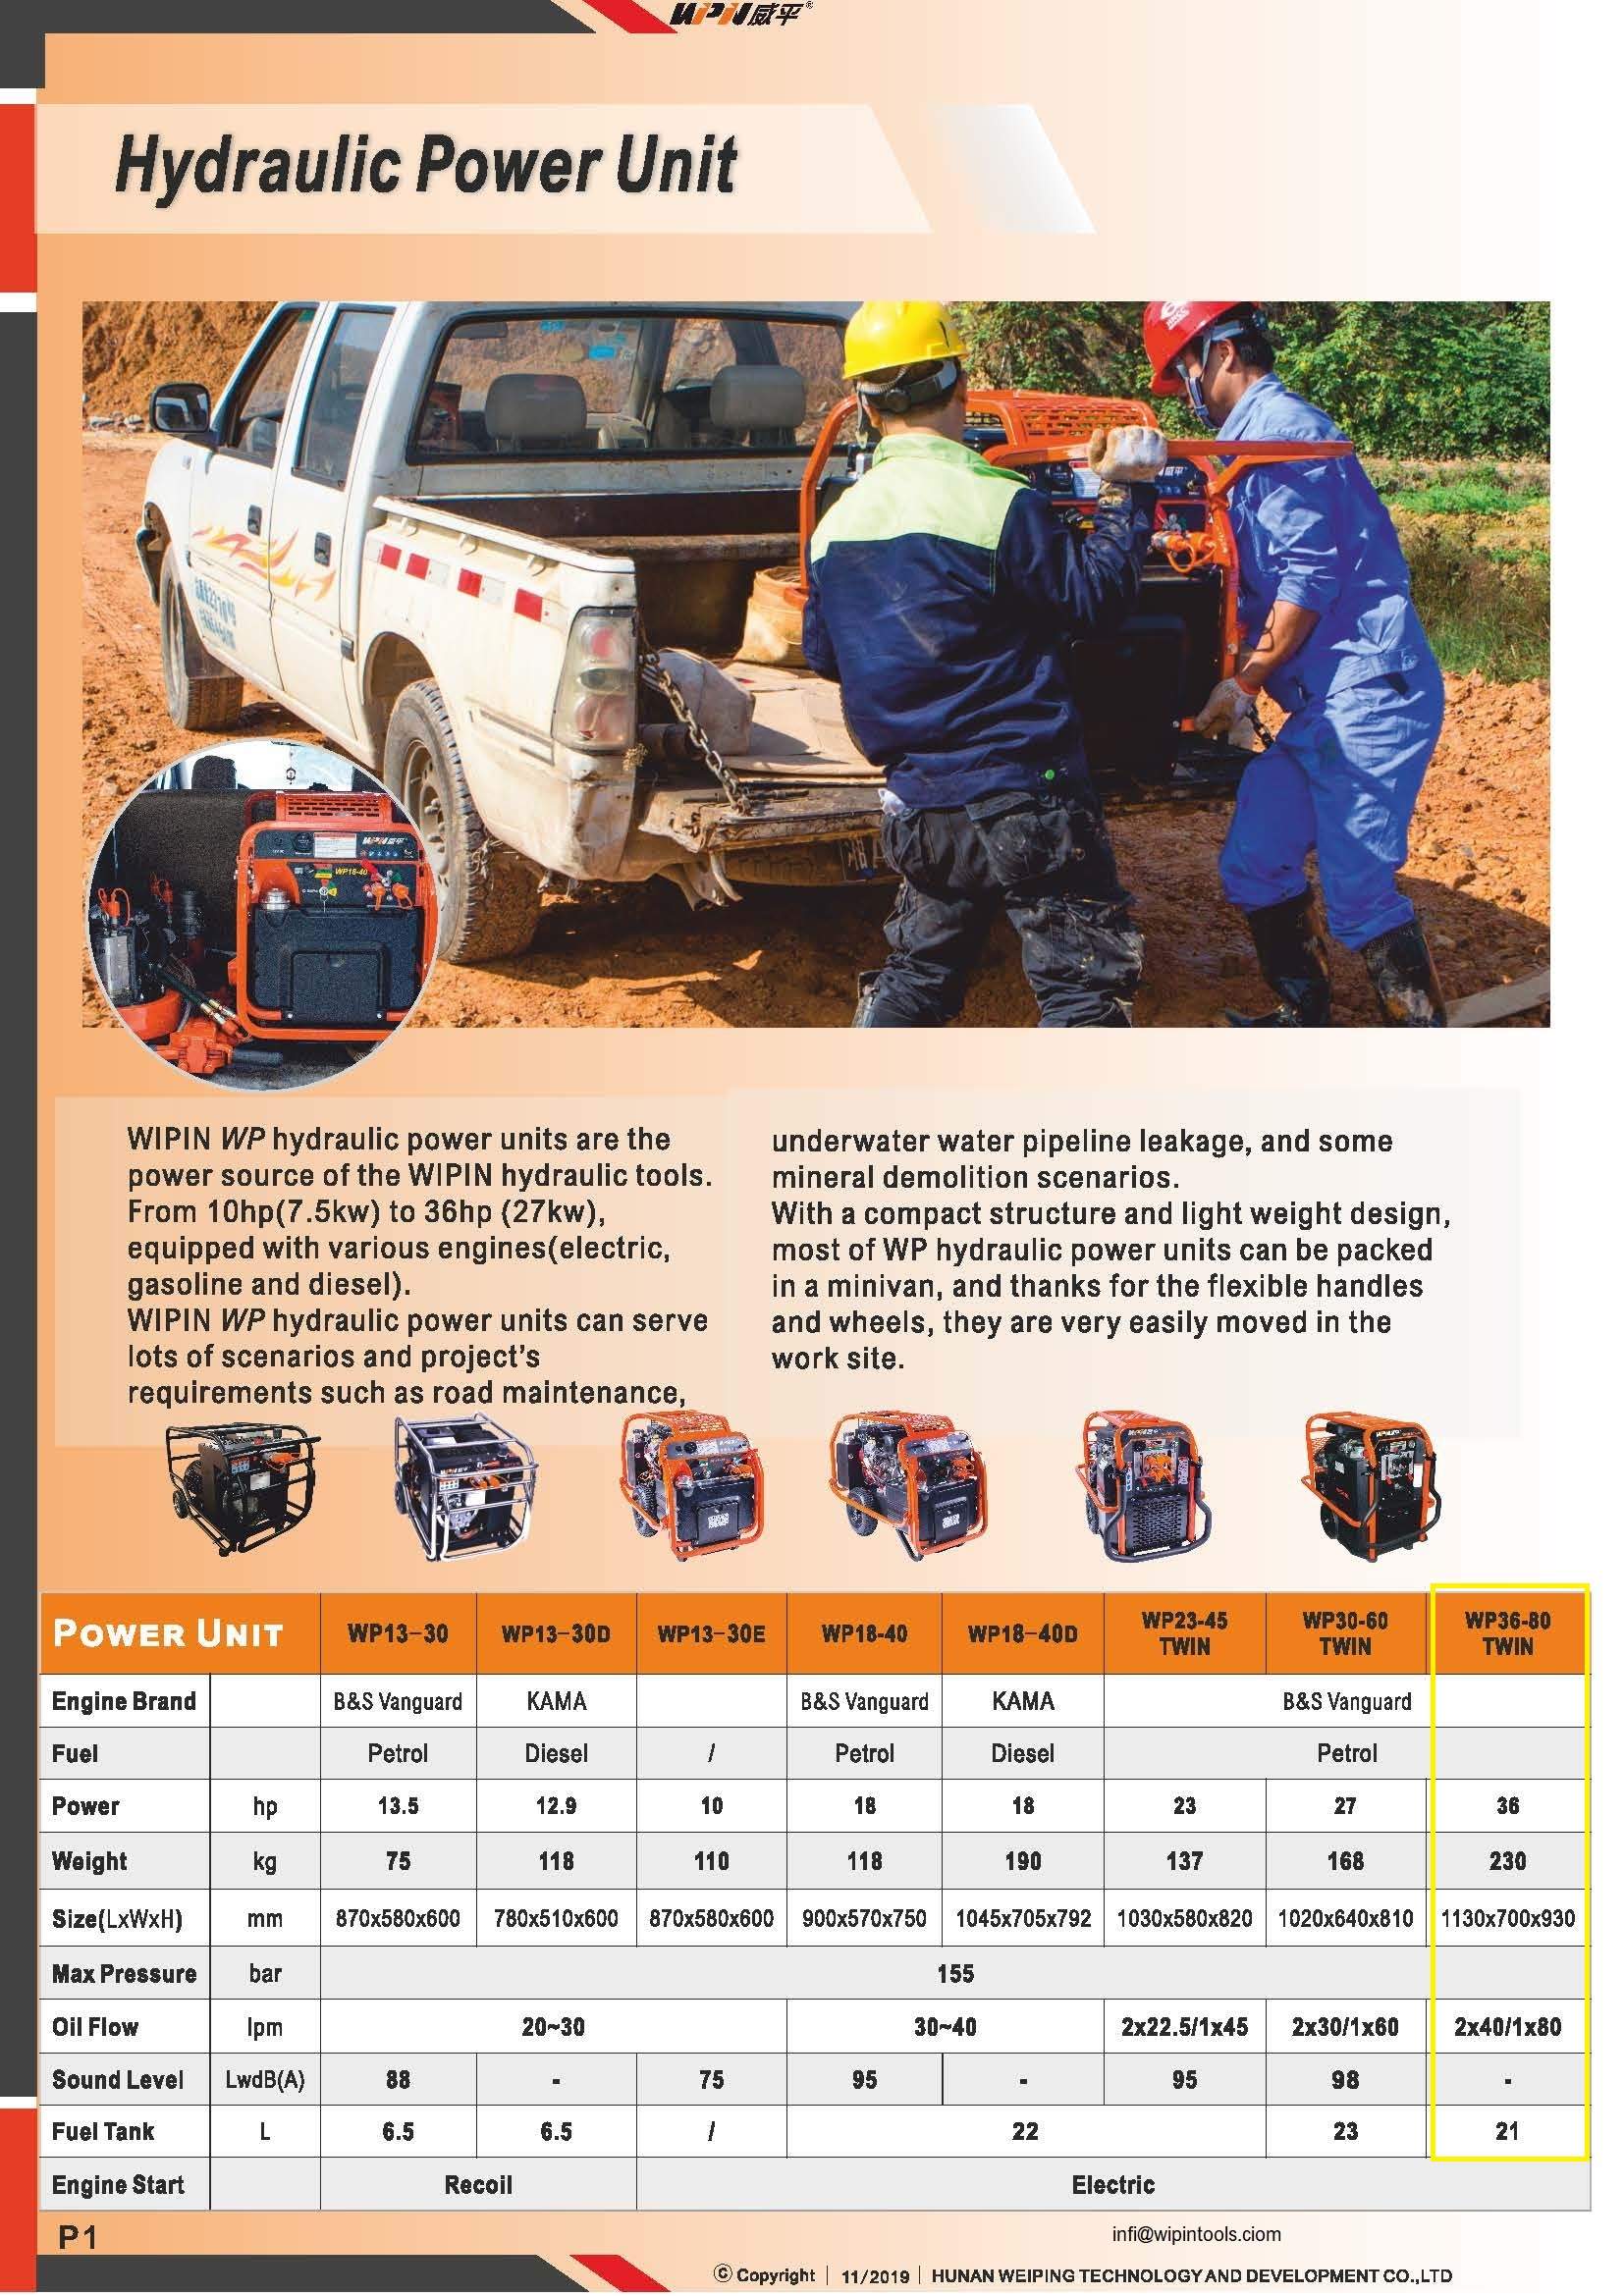 WPIN威平®
Hydraulic Power Unit
WPIN威平
WP18-40
WIPIN WP hydraulic power units are the
power source of the WIPIN hydraulic tools.
From 10hp(7.5kw) to 36hp (27kw),
equipped with various engines(electric,
gasoline and diesel).
WIPIN WP hydraulic power units can serve
lots of scenarios and project's
requirements such as road maintenance,
underwater water pipeline leakage, and some
mineral demolition scenarios.
With a compact structure and light weight design,
most of WP hydraulic power units can be packed
in a minivan, and thanks for the flexible handles
and wheels, they are very easily moved in the
work site.
POWER UNIT WP13-30 WP13-30D WP13-30E WP18-40 WP18-40D WP23-45 TWIN WP30-60 TWIN WP36-80 TWIN
Engine Brand B&S Vanguard KAMA B&S Vanguard KAMA B&S Vanguard
Fuel Petrol Diesel / Petrol Diesel Petrol
Power hp 13.5 12.9 10 18 18 23 27 36
Weight kg 75 118 110 118 190 137 168 230
Size(LxWxH) mm 870x580x600 780x510x600 870x580x600 900x570x750 1045x705x792 1030x580x820 1020x640x810 1130x700x930
Max Pressure bar 155
Oil Flow lpm 20~30 30~40 2x22.5/1x45 2x30/1x60 2x40/1x80
Sound Level LwdB(A) 88 - 75 95 - 95 98 -
Fuel Tank L 6.5 6.5 / 22 23 21
Engine Start Recoil Electric
P1
infi@wipintools.ciom
© Copyright | 11/2019 | HUNAN WEIPING TECHNOLOGY AND DEVELOPMENT CO.,LTD